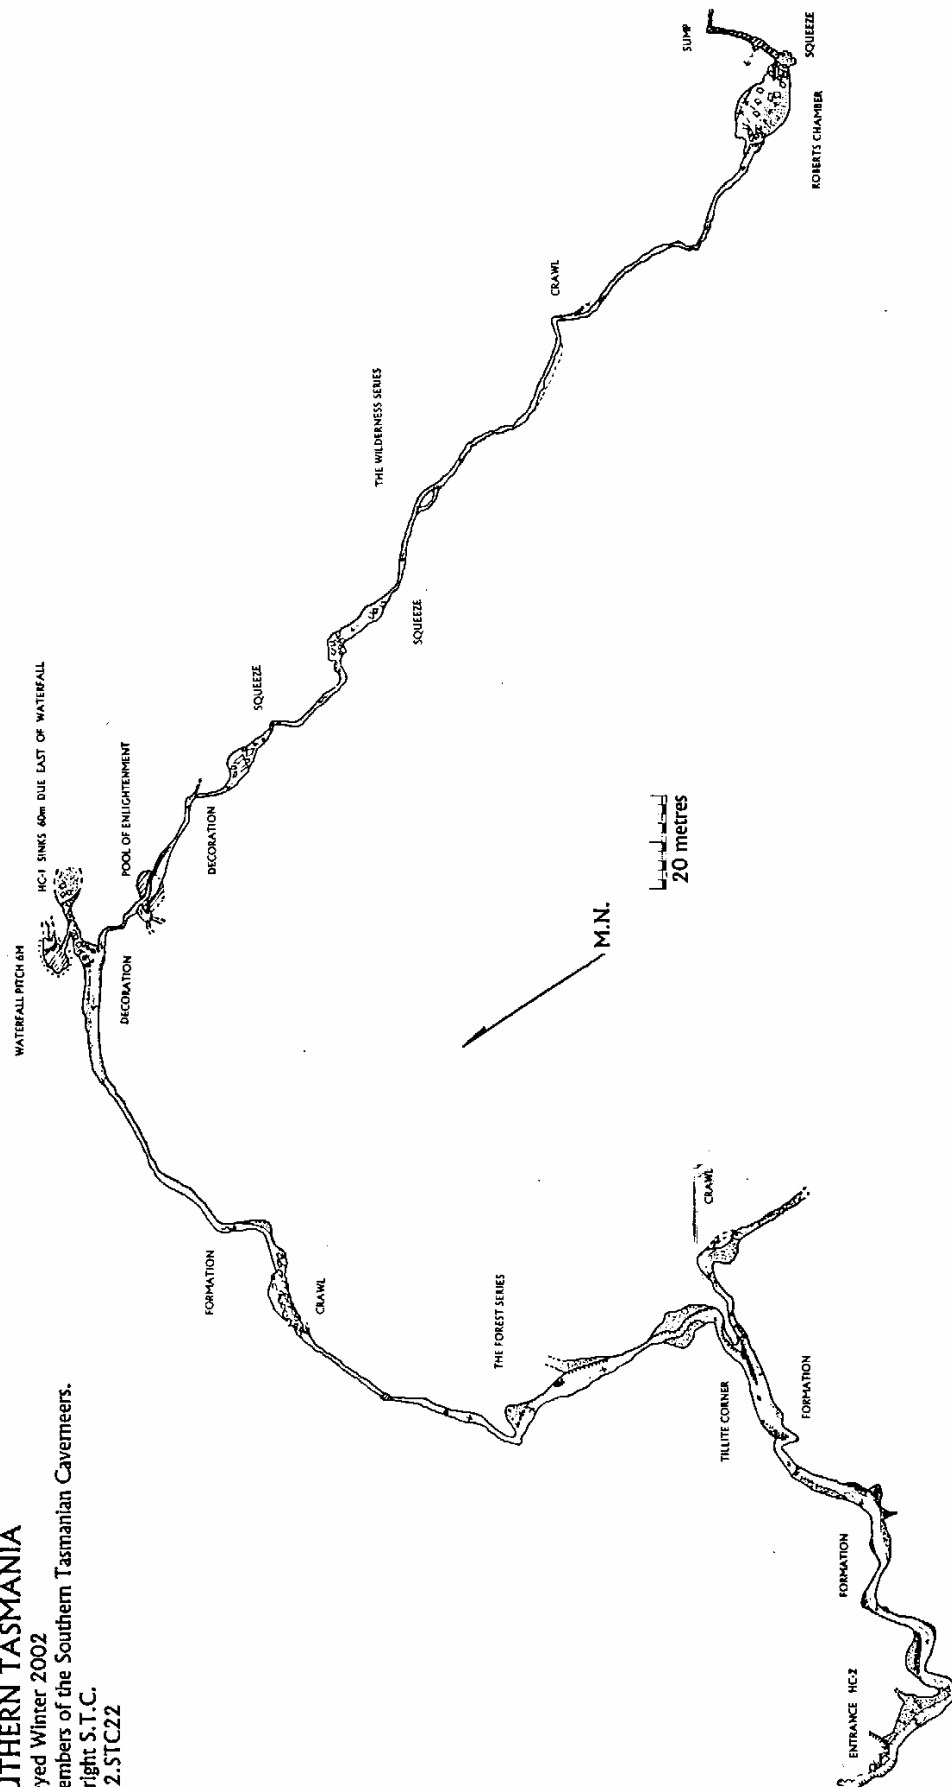 UTHERN TASMANIA
yed Winter 2002
embers of the Southern Tasmanian Caverneers.
right S.T.C.
2.STC22
ENTRANCE HC-2
FORMATION
FORMATION
TILLITE CORNER
CRAWL
THE FOREST SERIES
CRAWL
FORMATION
WATERFALL PITCH 6M
HC-1 SINKS 60m DUE EAST OF WATERFALL
DECORATION
POOL OF ENLIGHTENMENT
DECORATION
SQUEEZE
SQUEEZE
THE WILDERNESS SERIES
CRAWL
ROBERTS CHAMBER
SQUEEZE
SUMP
M.N.
20 metres